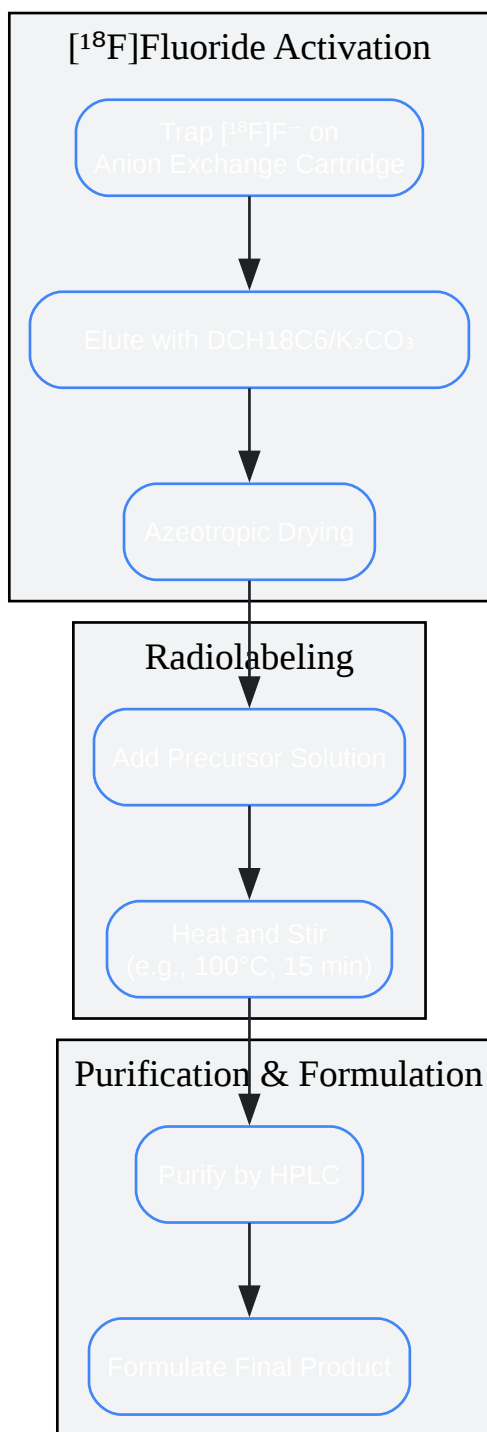 [¹⁸F]Fluoride Activation
Trap [¹⁸F]F⁻ on
Anion Exchange Cartridge
Elute with DCH18C6/K₂CO₃
Azeotropic Drying
Radiolabeling
Add Precursor Solution
Heat and Stir
(e.g., 100°C, 15 min)
Purification & Formulation
Purify by HPLC
Formulate Final Product